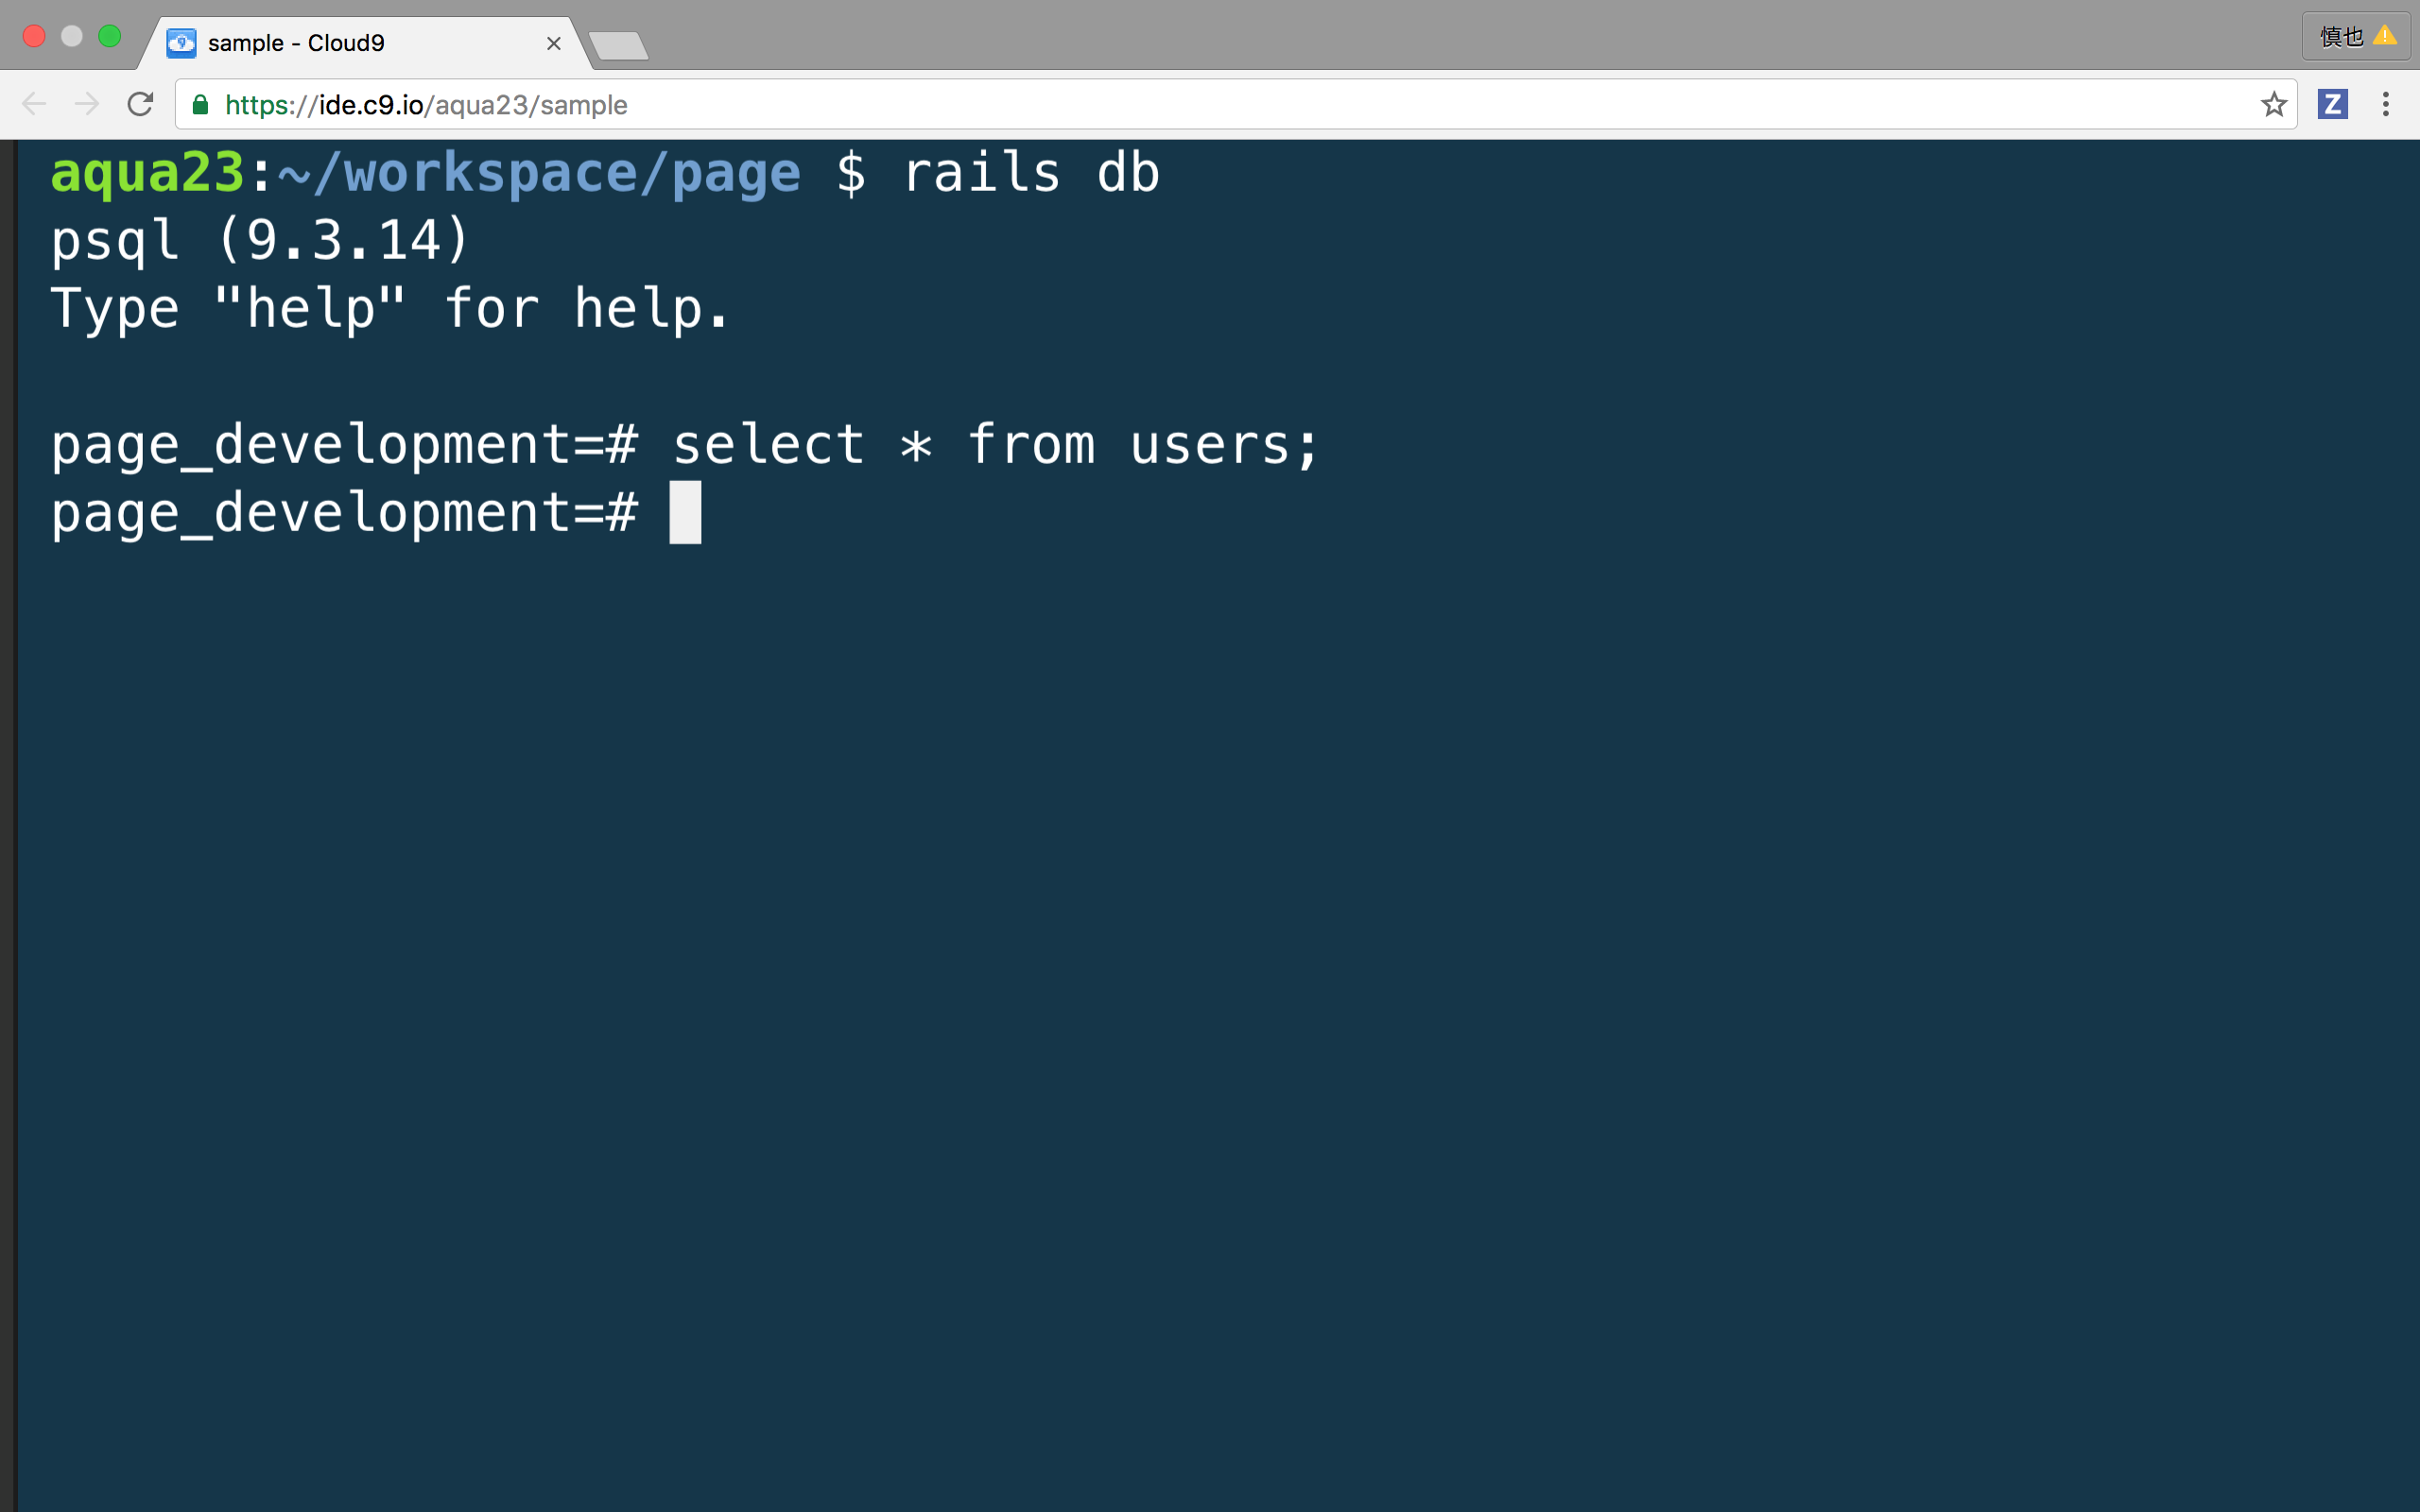 sample - Cloud9
慎也
https://ide.c9.io/aqua23/sample
Z
aqua23:~/workspace/page $ rails db
psql (9.3.14)
Type "help" for help.
page_development=# select * from users;
page_development=#